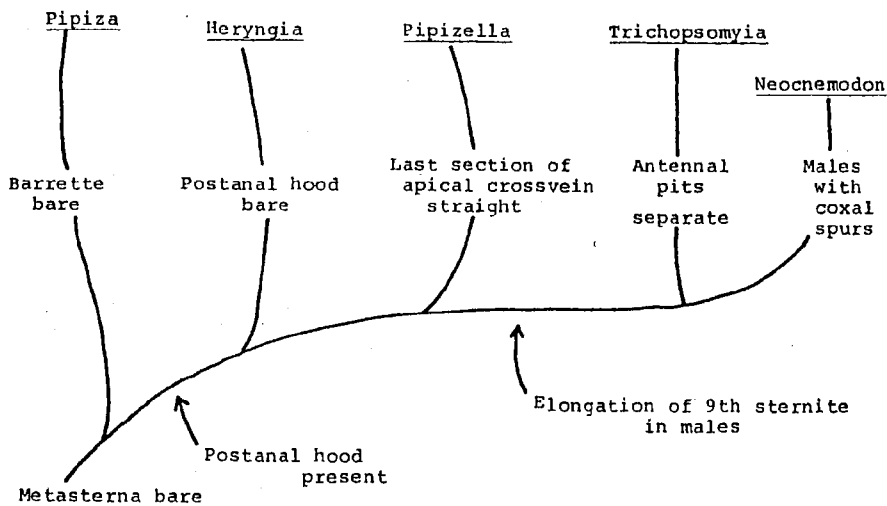 Pipiza
Heryngia
Pipizella
Trichopsomyia
Neocnemodon
Barrette
bare
Postanal hood
bare
Last section of
apical crossvein
straight
Antennal
pits
separate
Males
with
coxal
spurs
Elongation of 9th sternite
in males
Postanal hood
present
Metasterna bare